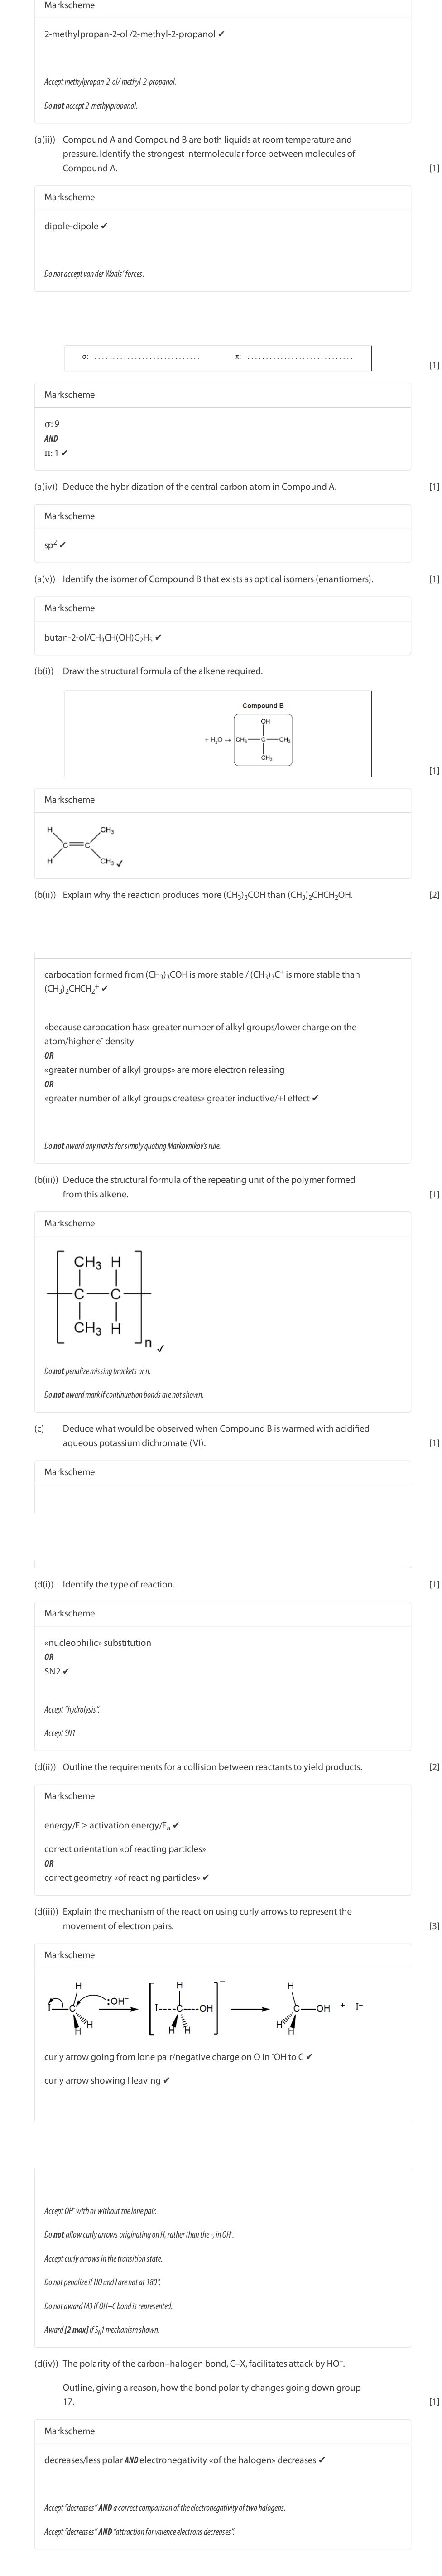 Markscheme
2-methylpropan-2-ol /2-methyl-2-propanol ✔
Accept methylpropan-2-ol/ methyl-2-propanol.
Do not accept 2-methylpropanol.
(a(ii)) Compound A and Compound B are both liquids at room temperature and
pressure. Identify the strongest intermolecular force between molecules of
Compound A. [1]
Markscheme
dipole-dipole ✔
Do not accept van der Waals' forces.
σ: ............................ π: ............................ [1]
Markscheme
σ: 9
AND
π: 1 ✔
(a(iv)) Deduce the hybridization of the central carbon atom in Compound A. [1]
Markscheme
sp² ✔
(a(v)) Identify the isomer of Compound B that exists as optical isomers (enantiomers). [1]
Markscheme
butan-2-ol/CH₃CH(OH)C₂H₅ ✔
(b(i)) Draw the structural formula of the alkene required.
Compound B
OH
+ H₂O → CH₃—C—CH₃
CH₃
[1]
Markscheme
H CH₃
C=C
H CH₃ ✔
(b(ii)) Explain why the reaction produces more (CH₃)₃COH than (CH₃)₂CHCH₂OH. [2]
carbocation formed from (CH₃)₃COH is more stable / (CH₃)₃C⁺ is more stable than
(CH₃)₂CHCH₂⁺ ✔
«because carbocation has» greater number of alkyl groups/lower charge on the
atom/higher e⁻ density
OR
«greater number of alkyl groups» are more electron releasing
OR
«greater number of alkyl groups creates» greater inductive/+I effect ✔
Do not award any marks for simply quoting Markovnikov's rule.
(b(iii)) Deduce the structural formula of the repeating unit of the polymer formed
from this alkene. [1]
Markscheme
CH₃ H
—C—C—
CH₃ H
n ✔
Do not penalize missing brackets or n.
Do not award mark if continuation bonds are not shown.
(c) Deduce what would be observed when Compound B is warmed with acidified
aqueous potassium dichromate (VI). [1]
Markscheme
(d(i)) Identify the type of reaction. [1]
Markscheme
«nucleophilic» substitution
OR
SN2 ✔
Accept "hydrolysis".
Accept SN1
(d(ii)) Outline the requirements for a collision between reactants to yield products. [2]
Markscheme
energy/E ≥ activation energy/Eₐ ✔
correct orientation «of reacting particles»
OR
correct geometry «of reacting particles» ✔
(d(iii)) Explain the mechanism of the reaction using curly arrows to represent the
movement of electron pairs. [3]
Markscheme
H H H
I—C :OH⁻ I----C----OH − C—OH + I⁻
H H H H H H
curly arrow going from lone pair/negative charge on O in ⁻OH to C ✔
curly arrow showing I leaving ✔
Accept OH⁻ with or without the lone pair.
Do not allow curly arrows originating on H, rather than the -, in OH⁻.
Accept curly arrows in the transition state.
Do not penalize if HO and I are not at 180°.
Do not award M3 if OH–C bond is represented.
Award [2 max] if S_N1 mechanism shown.
(d(iv)) The polarity of the carbon–halogen bond, C–X, facilitates attack by HO⁻.
Outline, giving a reason, how the bond polarity changes going down group
17. [1]
Markscheme
decreases/less polar AND electronegativity «of the halogen» decreases ✔
Accept "decreases" AND a correct comparison of the electronegativity of two halogens.
Accept "decreases" AND "attraction for valence electrons decreases".